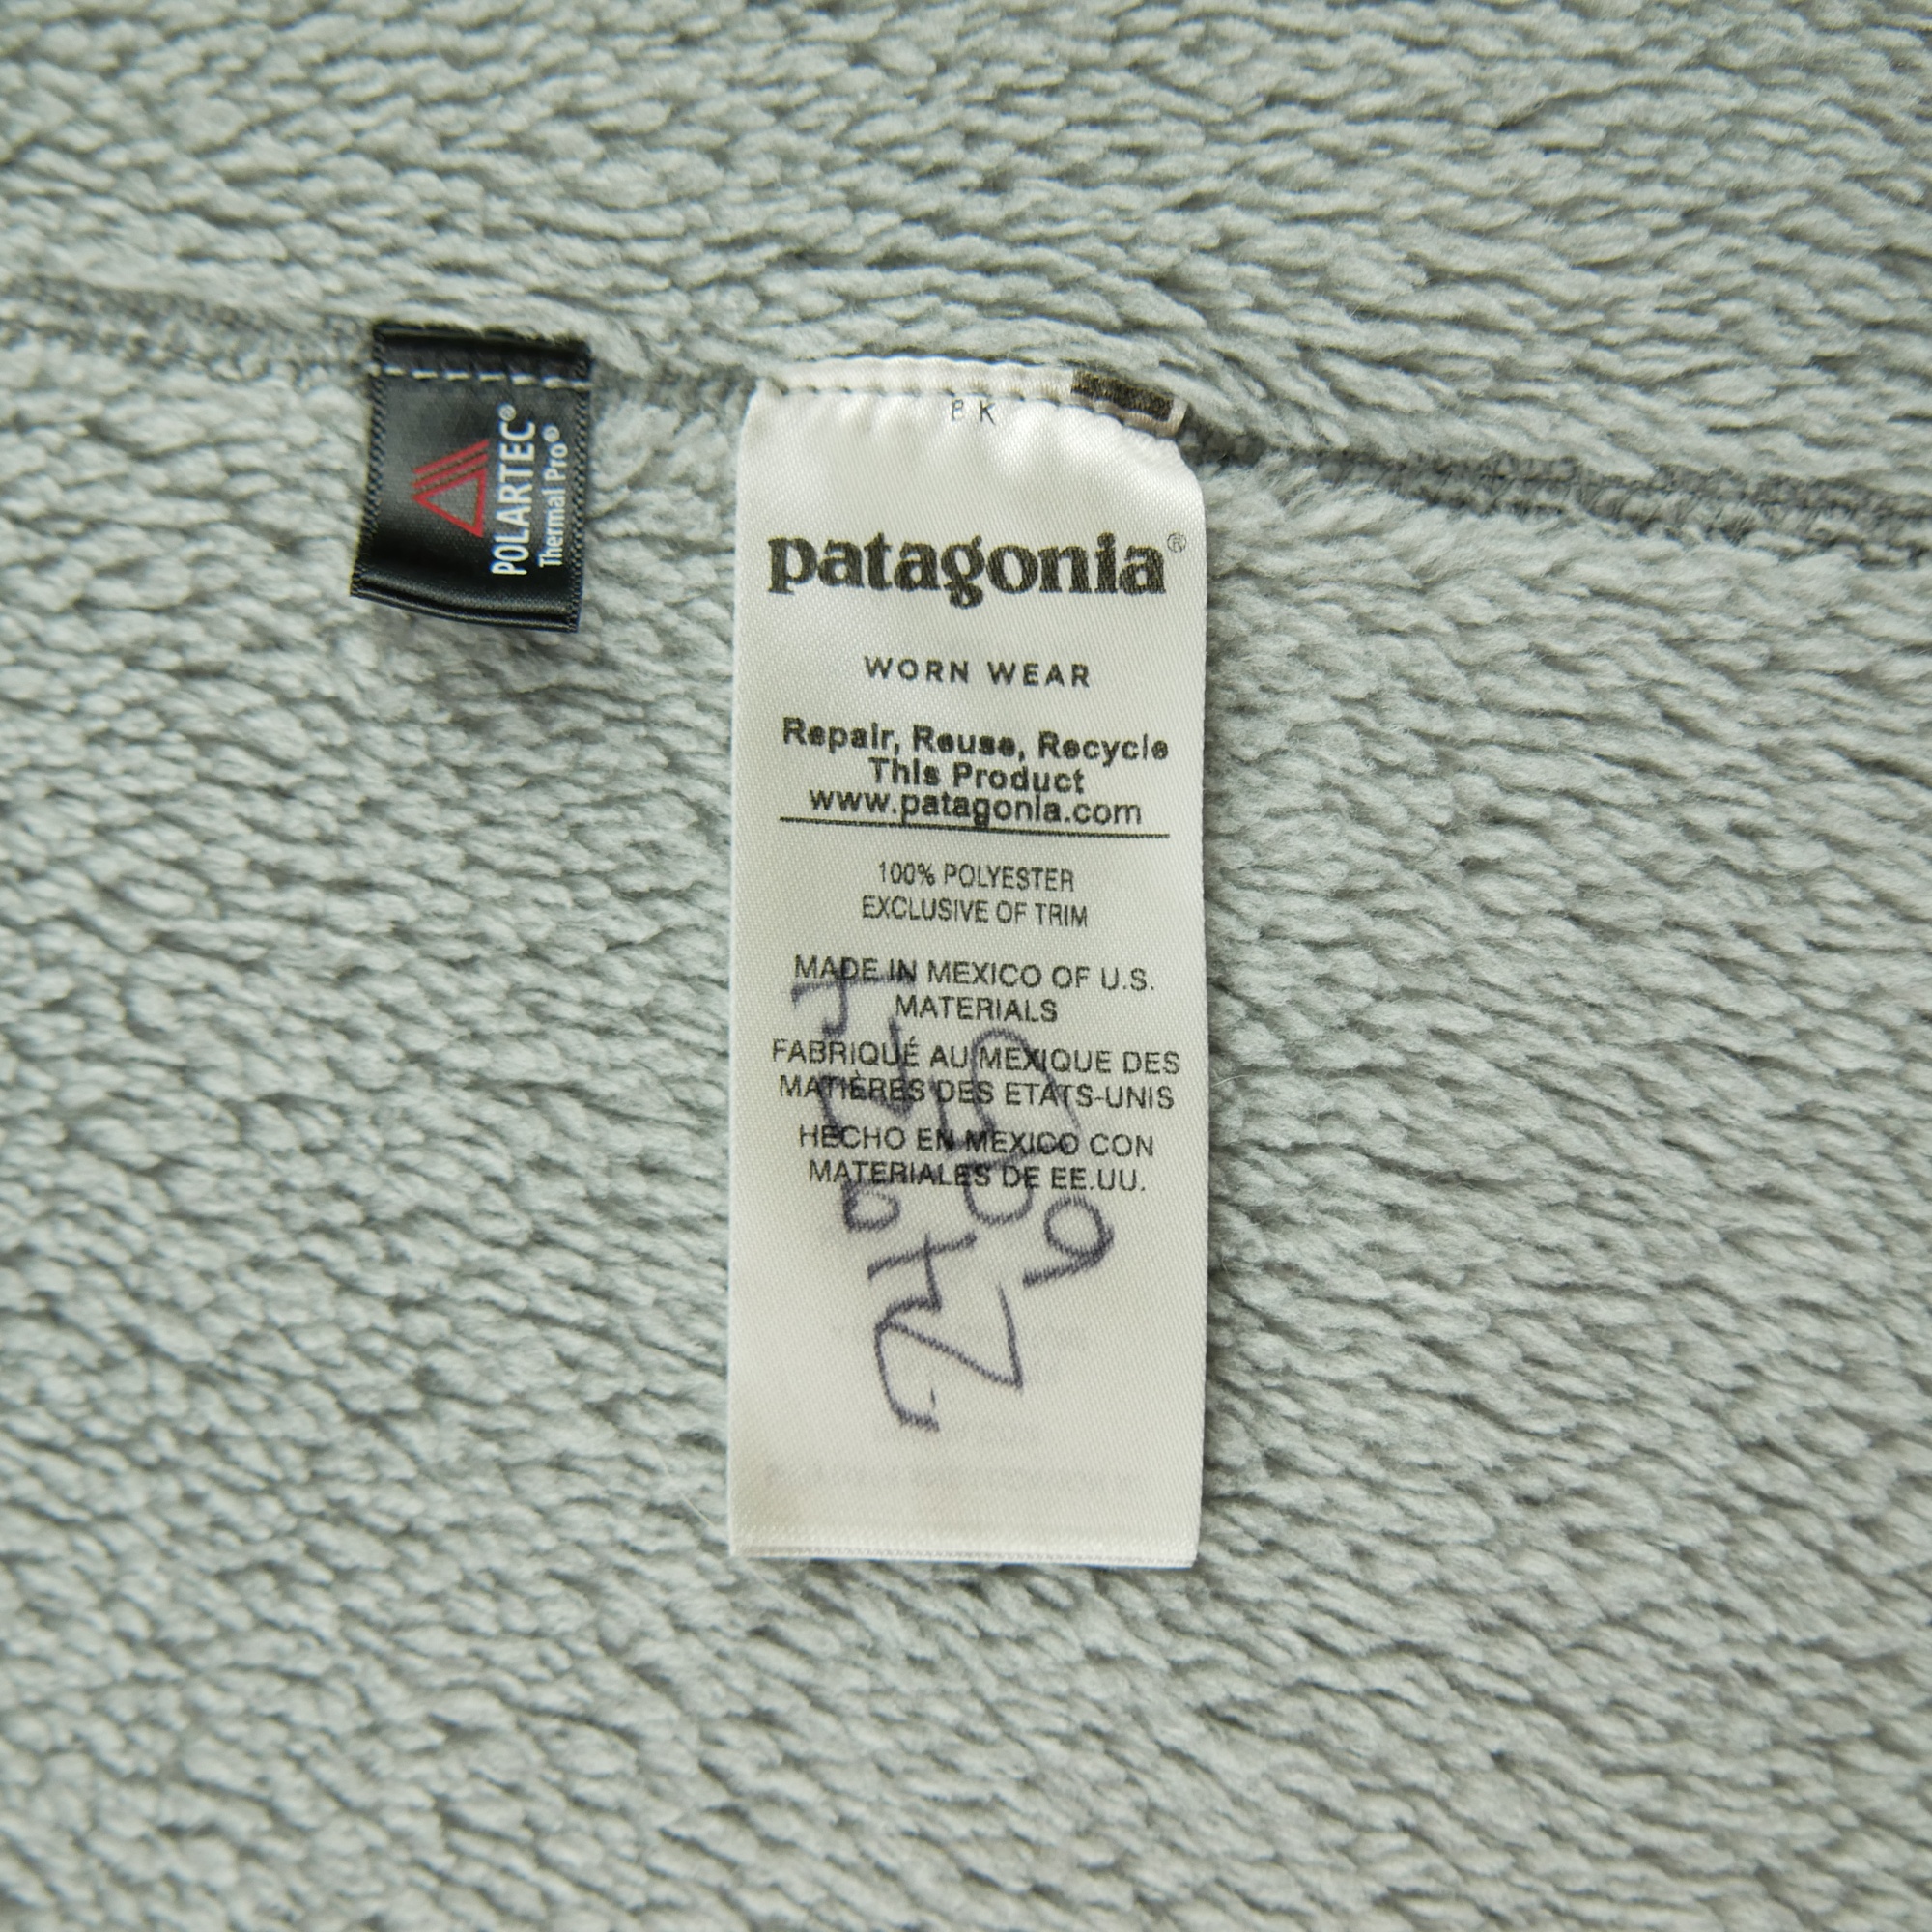 POLARTEC®
Thermal Pro®
BK
patagonia®
WORN WEAR
Repair, Reuse, Recycle
This Product
www.patagonia.com
100% POLYESTER
EXCLUSIVE OF TRIM
MADE IN MEXICO OF U.S.
MATERIALS
FABRIQUÉ AU MEXIQUE DES
MATIÈRES DES ETATS-UNIS
HECHO EN MEXICO CON
MATERIALES DE EE.UU.